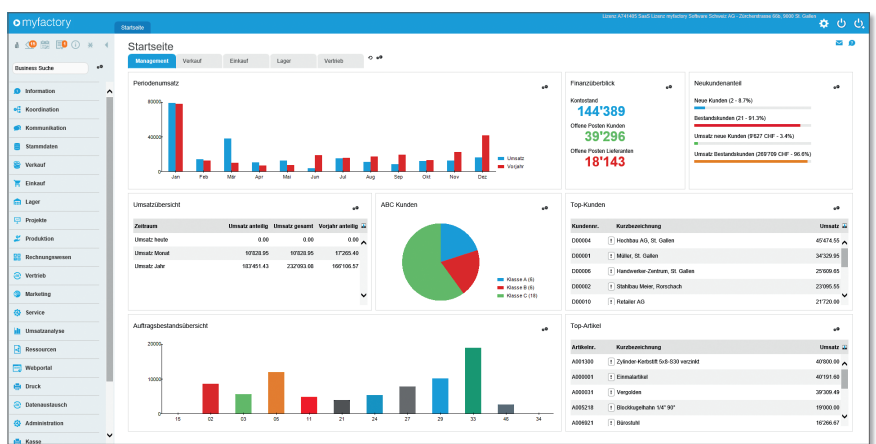 myfactory
Startseite
Lizenz A741465 SaaS Lizenz myfactory Software Schweiz AG - Zürcherstrasse 66b, 9000 St. Gallen
Business Suche
Information
Koordination
Kommunikation
Stammdaten
Verkauf
Einkauf
Lager
Projekte
Produktion
Rechnungswesen
Vertrieb
Marketing
Service
Umsatzanalyse
Ressourcen
Webportal
Druck
Datenaustausch
Administration
Kasse
Startseite
Management Verkauf Einkauf Lager Vertrieb
Periodenumsatz
80000
40000
0
Jan Feb Mär Apr Mai Jun Jul Aug Sep Okt Nov Dez
Umsatz
Vorjahr
Finanzüberblick
Kontostand
144'389
Offene Posten Kunden
39'296
Offene Posten Lieferanten
18'143
Neukundenanteil
Neue Kunden (2 - 8.7%)
Bestandskunden (21 - 91.3%)
Umsatz neue Kunden (9'627 CHF - 3.4%)
Umsatz Bestandskunden (269'709 CHF - 96.6%)
Umsatzübersicht
Zeitraum Umsatz anteilig Umsatz gesamt Vorjahr anteilig
Umsatz heute 0.00 0.00 0.00
Umsatz Monat 10'828.95 10'828.95 17'265.40
Umsatz Jahr 183'451.43 232'093.08 166'106.57
ABC Kunden
Klasse A (6)
Klasse B (6)
Klasse C (18)
Top-Kunden
Kundennr. Kurzbezeichnung Umsatz
D00004 Hochbau AG, St. Gallen 45'474.55
D00001 Müller, St. Gallen 34'329.95
D00006 Handwerker-Zentrum, St. Gallen 25'609.65
D00002 Stahlbau Meier, Rorschach 23'095.55
D00010 Retailer AG 21'720.00
Auftragsbestandsübersicht
20000
10000
0
15 02 03 05 11 21 24 27 29 33 46 34
Top-Artikel
Artikelnr. Kurzbezeichnung Umsatz
A001300 Zylinder-Kerbstift 5x8-S30 verzinkt 40'800.00
A000001 Einmalartikel 40'191.60
A000031 Vergolden 39'309.49
A005218 Blockkugelhahn 1/4" 90° 19'000.00
A006921 Bürostuhl 16'266.67